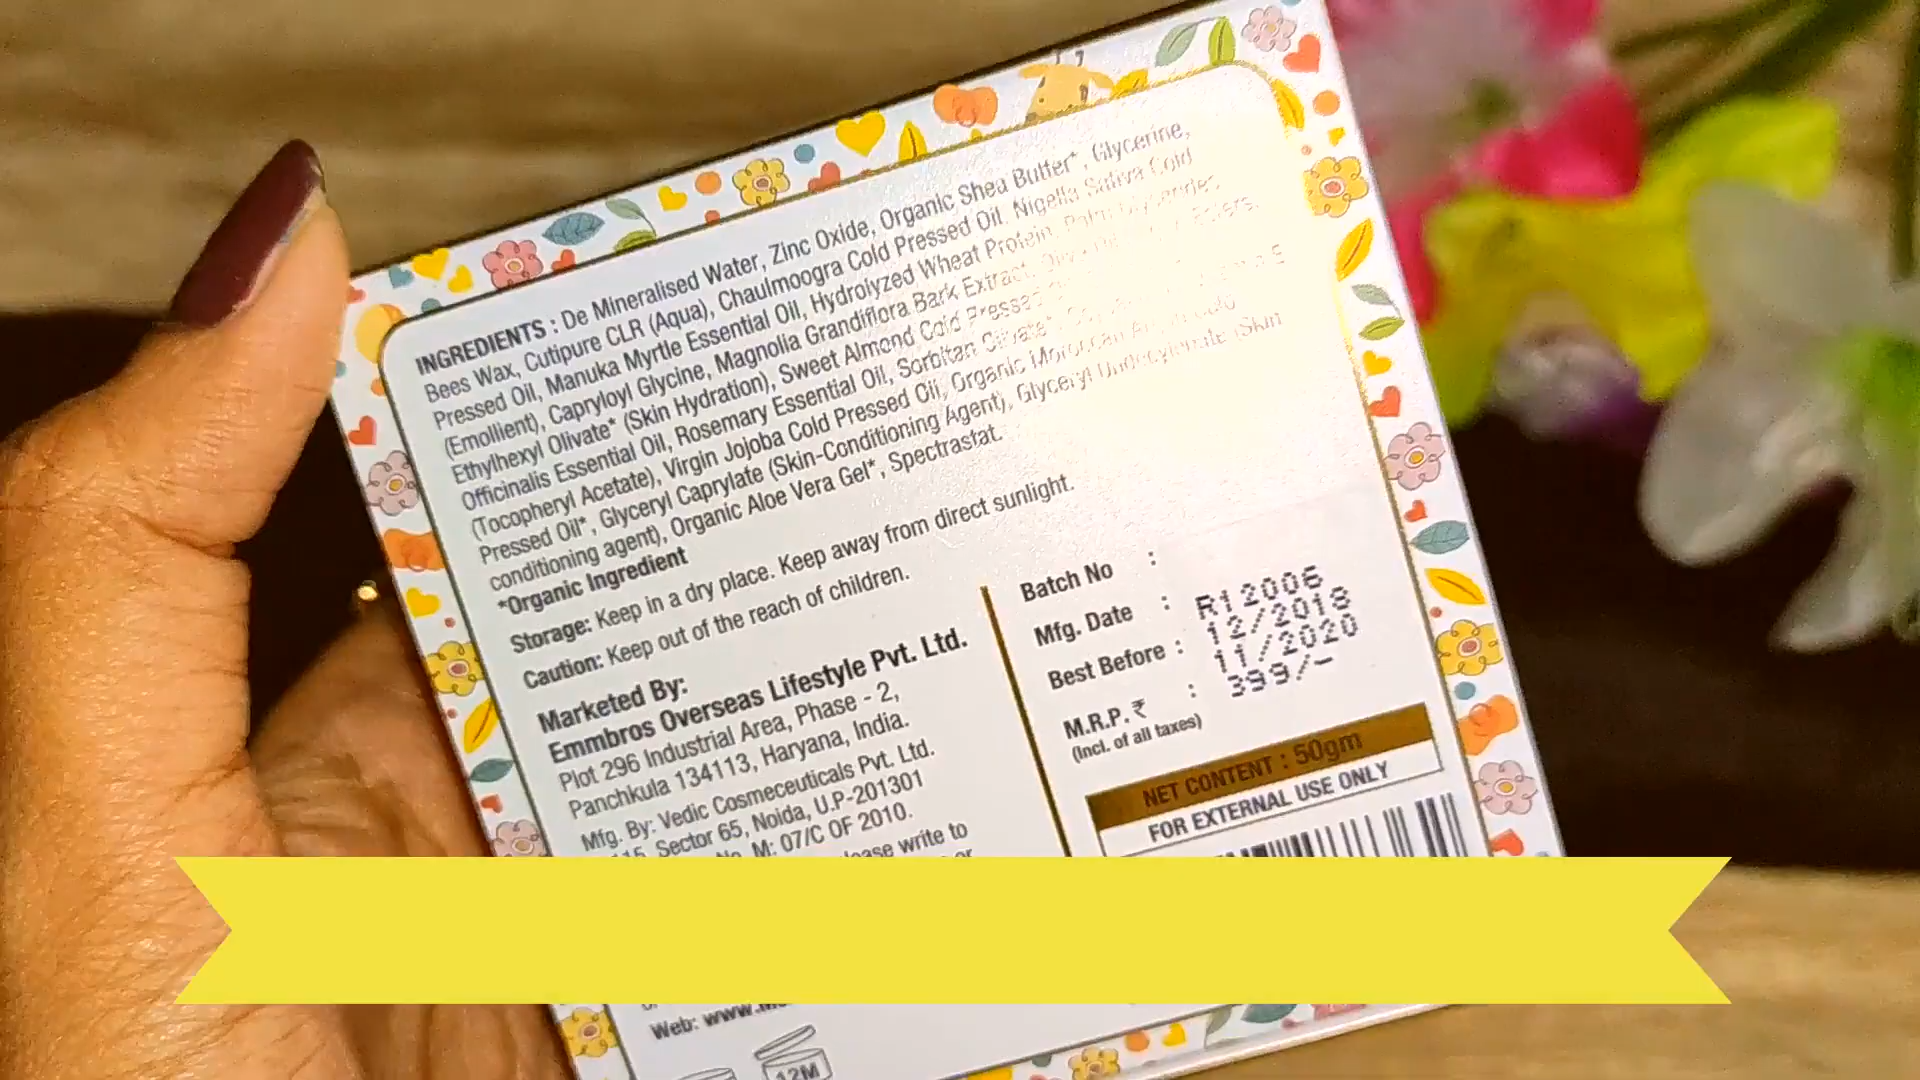 INGREDIENTS : De Mineralised Water, Zinc Oxide, Organic Shea Butter*, Glycerine,
Bees Wax, Cutipure CLR (Aqua), Chaulmoogra Cold Pressed Oil, Nigella Sativa Cold
Pressed Oil, Manuka Myrtle Essential Oil, Hydrolyzed Wheat Protein, Palm Glycerides
(Emollient), Capryloyl Glycine, Magnolia Grandiflora Bark Extract,
Ethylhexyl Olivate* (Skin Hydration), Sweet Almond Cold Pressed
Officinalis Essential Oil, Rosemary Essential Oil, Sorbitan Olivate*,
(Tocopheryl Acetate), Virgin Jojoba Cold Pressed Oil, Organic Moroccan Argan Cold
Pressed Oil*, Glyceryl Caprylate (Skin-Conditioning Agent), Glyceryl Undecylenate (Skin
conditioning agent), Organic Aloe Vera Gel*, Spectrastat.
*Organic Ingredient
Storage: Keep in a dry place. Keep away from direct sunlight.
Caution: Keep out of the reach of children.
Marketed By:
Emmbros Overseas Lifestyle Pvt. Ltd.
Plot 296 Industrial Area, Phase - 2,
Panchkula 134113, Haryana, India.
Mfg. By: Vedic Cosmeceuticals Pvt. Ltd.
Sector 65, Noida, U.P-201301
M: 07/C OF 2010.
write to
Web:
12M
Batch No : R12006
Mfg. Date : 12/2018
Best Before : 11/2020
M.R.P. ₹ : 399/-
(Incl. of all taxes)
NET CONTENT : 50gm
FOR EXTERNAL USE ONLY